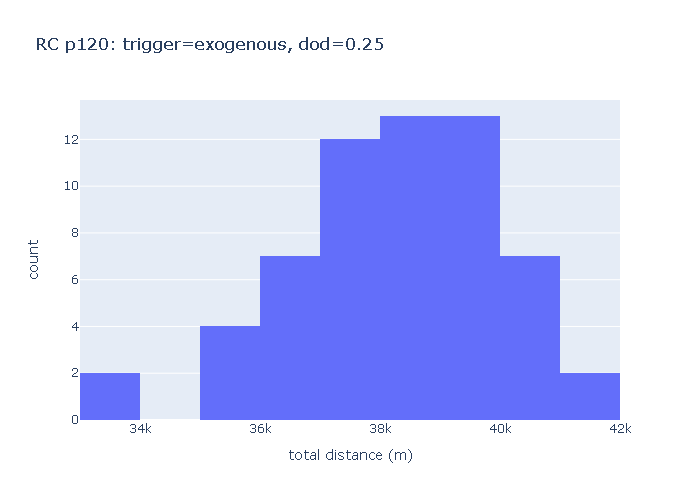 RC p120: trigger=exogenous, dod=0.25
12
10
8
6
4
2
0
count
34k 36k 38k 40k 42k
total distance (m)